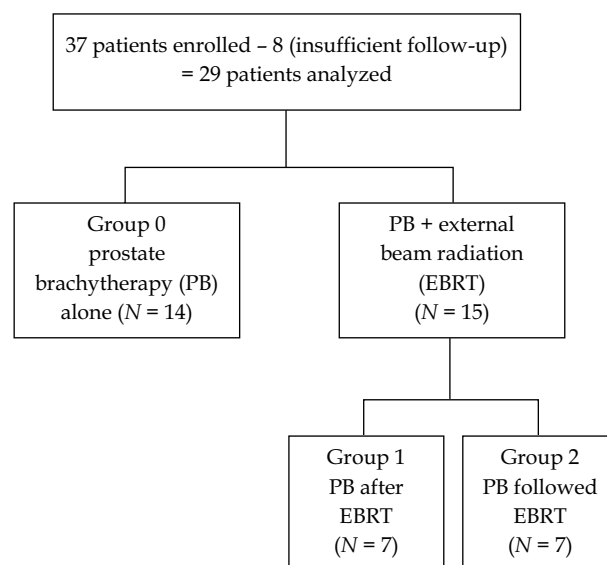 37 patients enrolled – 8 (insufficient follow-up)
= 29 patients analyzed
Group 0
prostate
brachytherapy (PB)
alone (N = 14)
PB + external
beam radiation
(EBRT)
(N = 15)
Group 1
PB after
EBRT
(N = 7)
Group 2
PB followed
EBRT
(N = 7)